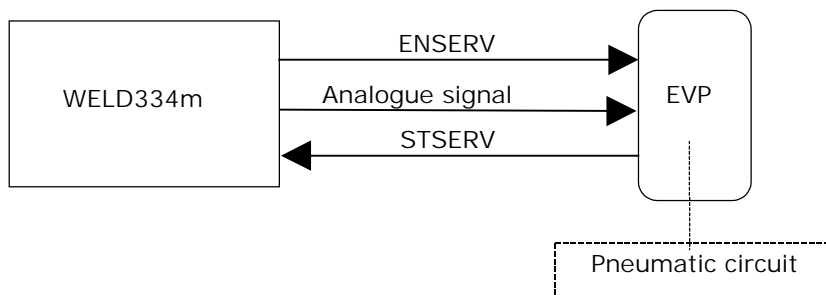 ENSERV
WELD334m
Analogue signal
EVP
STSERV
Pneumatic circuit